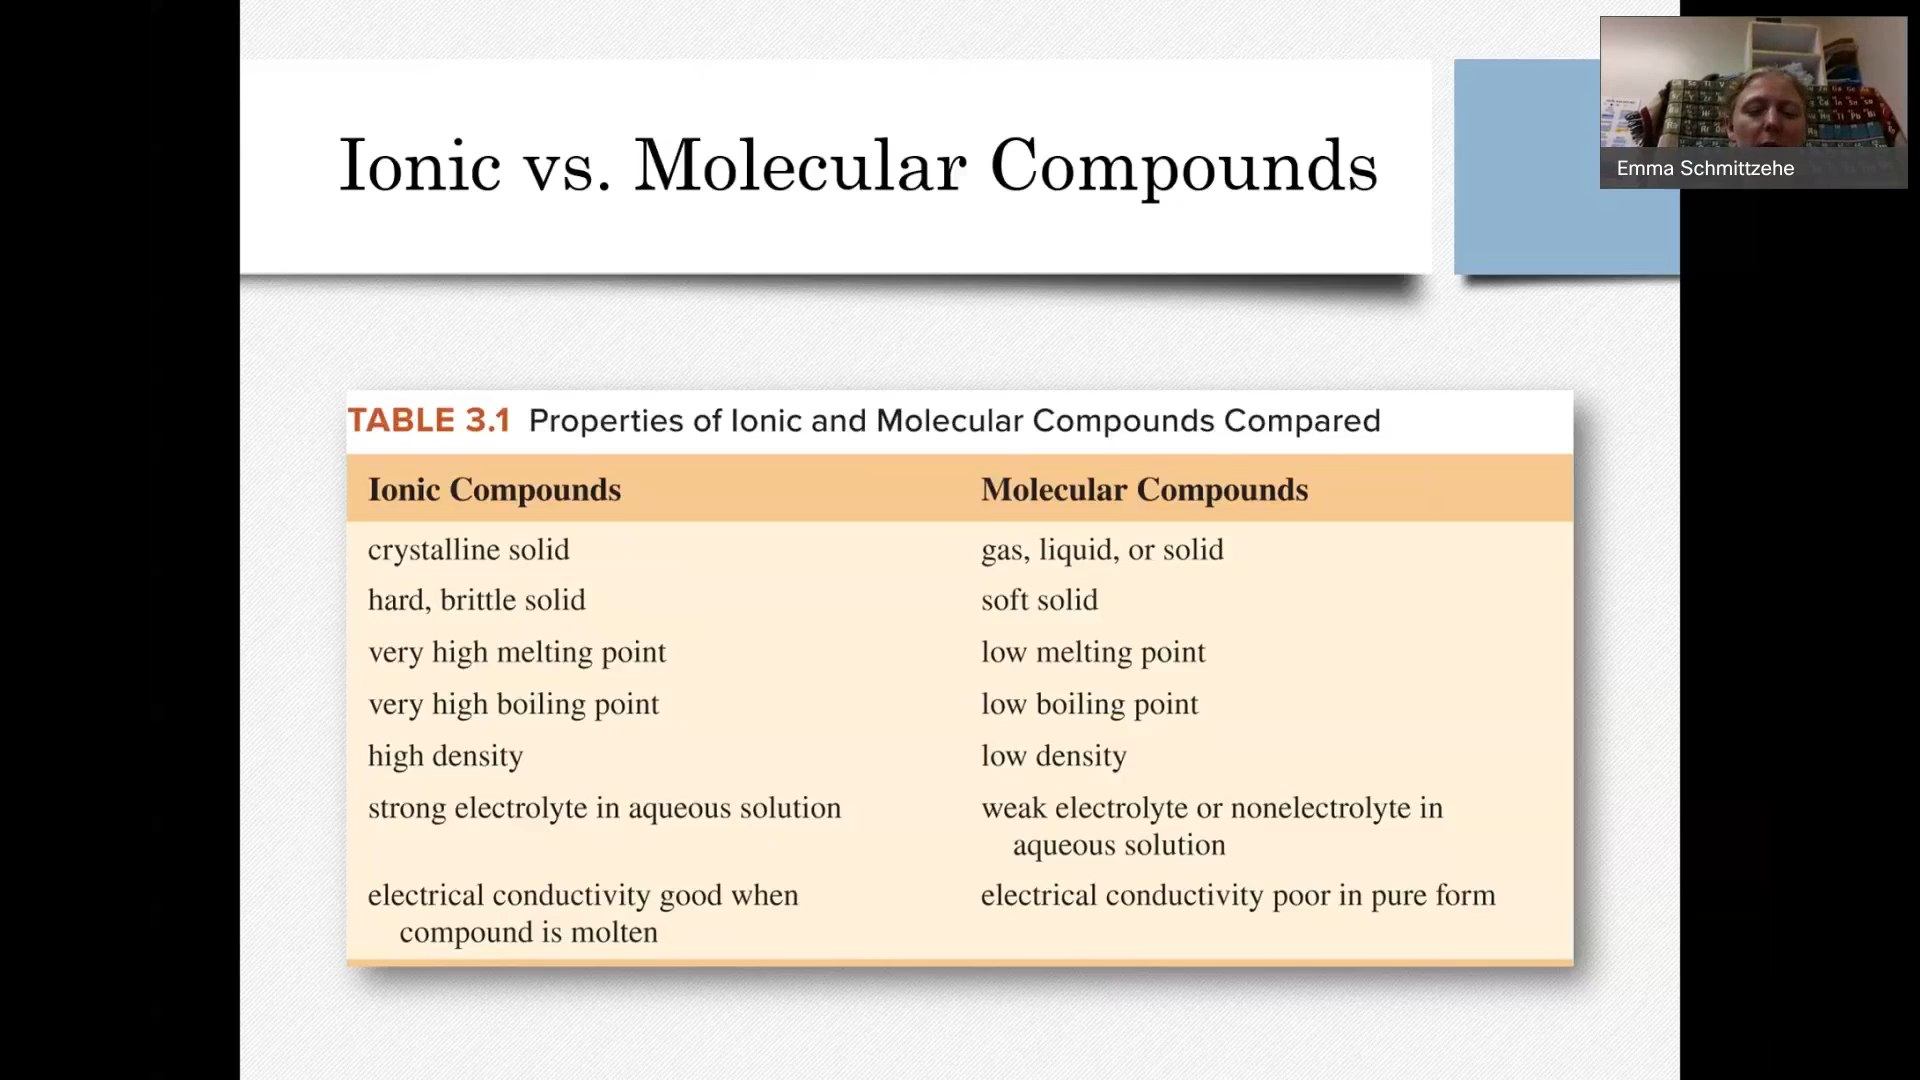 Ionic vs. Molecular Compounds
Emma Schmittzehe
TABLE 3.1 Properties of Ionic and Molecular Compounds Compared
Ionic Compounds Molecular Compounds
crystalline solid gas, liquid, or solid
hard, brittle solid soft solid
very high melting point low melting point
very high boiling point low boiling point
high density low density
strong electrolyte in aqueous solution weak electrolyte or nonelectrolyte in
aqueous solution
electrical conductivity good when electrical conductivity poor in pure form
compound is molten